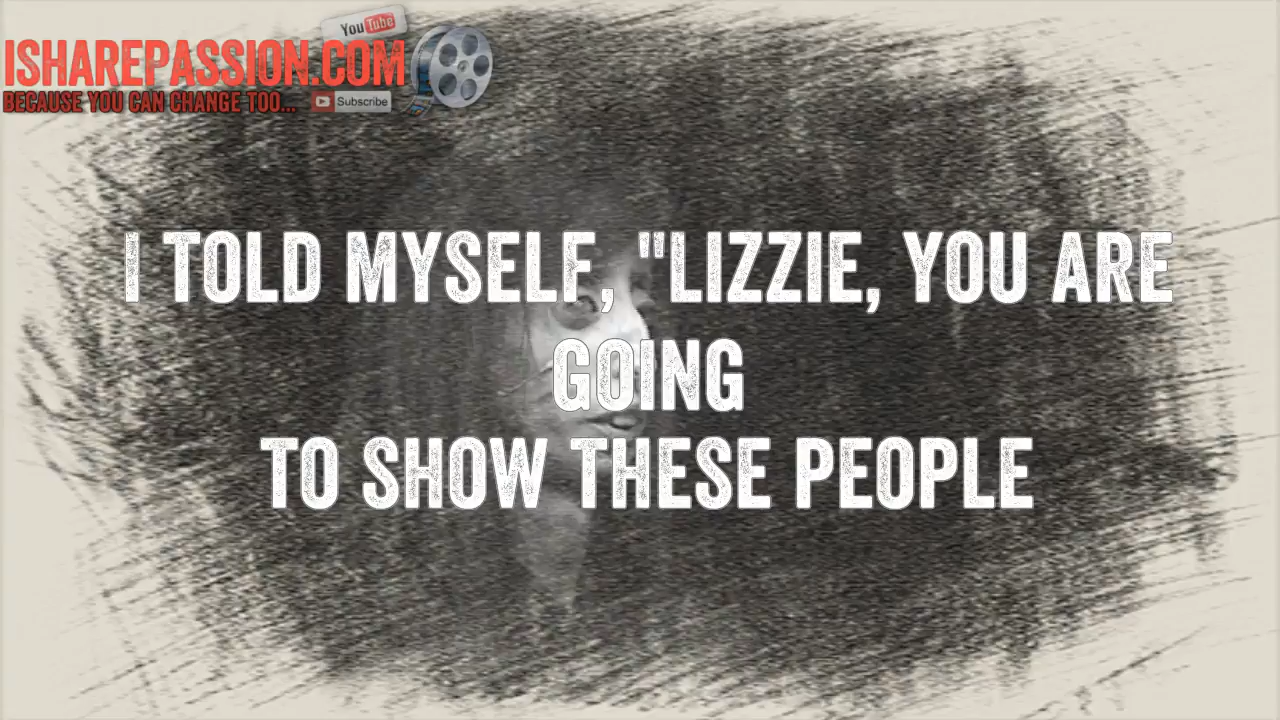 YouTube
ISHAREPASSION.COM
BECAUSE YOU CAN CHANGE TOO...
Subscribe
I TOLD MYSELF, "LIZZIE, YOU ARE
GOING
TO SHOW THESE PEOPLE